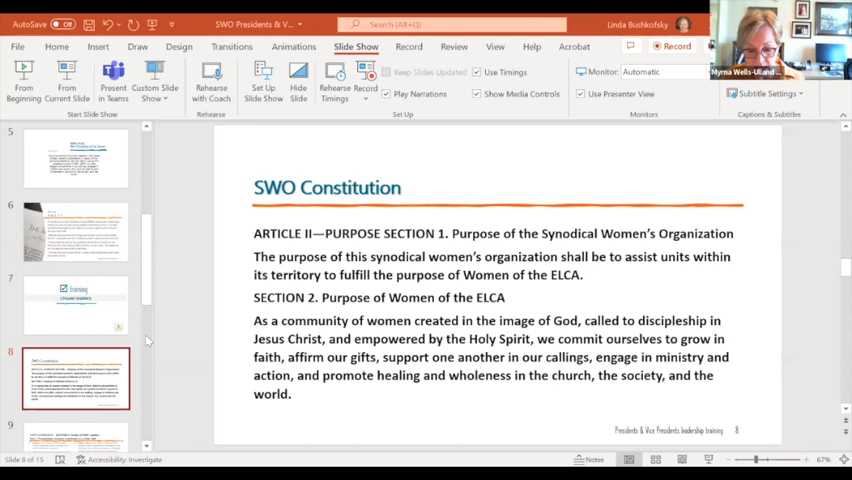 AutoSave Off
SWO Presidents & V...
Search (Alt+Q)
Linda Bushkofsky
File Home Insert Draw Design Transitions Animations Slide Show Record Review View Help Acrobat
Record
Myrna Wells-Ulland
From Beginning
From Current Slide
Present in Teams
Custom Slide Show
Rehearse with Coach
Set Up Slide Show
Hide Slide
Rehearse Timings
Record
Keep Slides Updated
Use Timings
Play Narrations
Show Media Controls
Monitor: Automatic
Use Presenter View
Subtitle Settings
Start Slide Show
Rehearse
Set Up
Monitors
Captions & Subtitles
5
6
7
training
choose leaders
8
SWO Constitution
9
SWO Constitution
ARTICLE II—PURPOSE SECTION 1. Purpose of the Synodical Women's Organization
The purpose of this synodical women's organization shall be to assist units within
its territory to fulfill the purpose of Women of the ELCA.
SECTION 2. Purpose of Women of the ELCA
As a community of women created in the image of God, called to discipleship in
Jesus Christ, and empowered by the Holy Spirit, we commit ourselves to grow in
faith, affirm our gifts, support one another in our callings, engage in ministry and
action, and promote healing and wholeness in the church, the society, and the
world.
Presidents & Vice Presidents leadership training 8
Slide 8 of 15
Accessibility: Investigate
Notes
67%